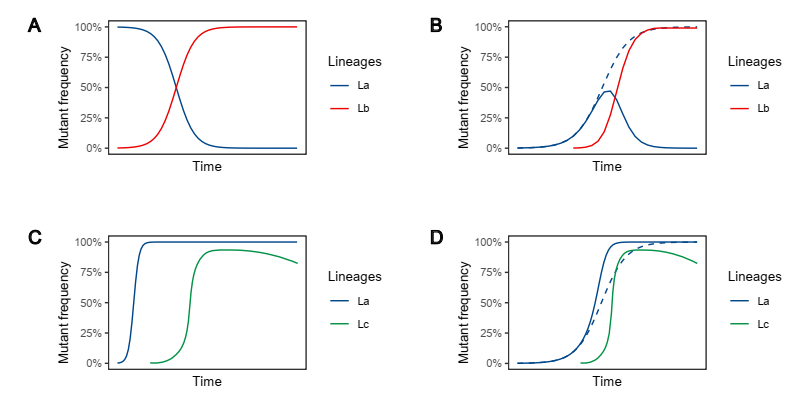 A
100%
75%
50%
25%
0%
Mutant frequency
Time
Lineages
La
Lb
B
100%
75%
50%
25%
0%
Mutant frequency
Time
Lineages
La
Lb
C
100%
75%
50%
25%
0%
Mutant frequency
Time
Lineages
La
Lc
D
100%
75%
50%
25%
0%
Mutant frequency
Time
Lineages
La
Lc